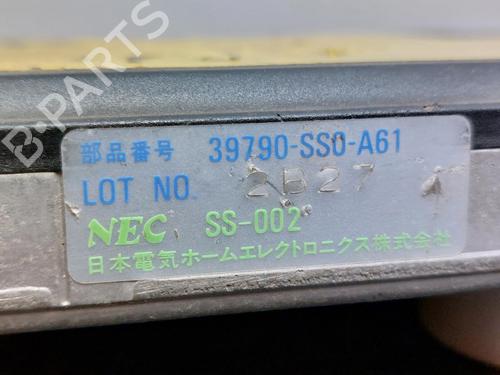 B-PARTS
部品番号 39790-SS0-A61
LOT NO. 2B27
NEC SS-002
日本電気ホームエレクトロニクス株式会社